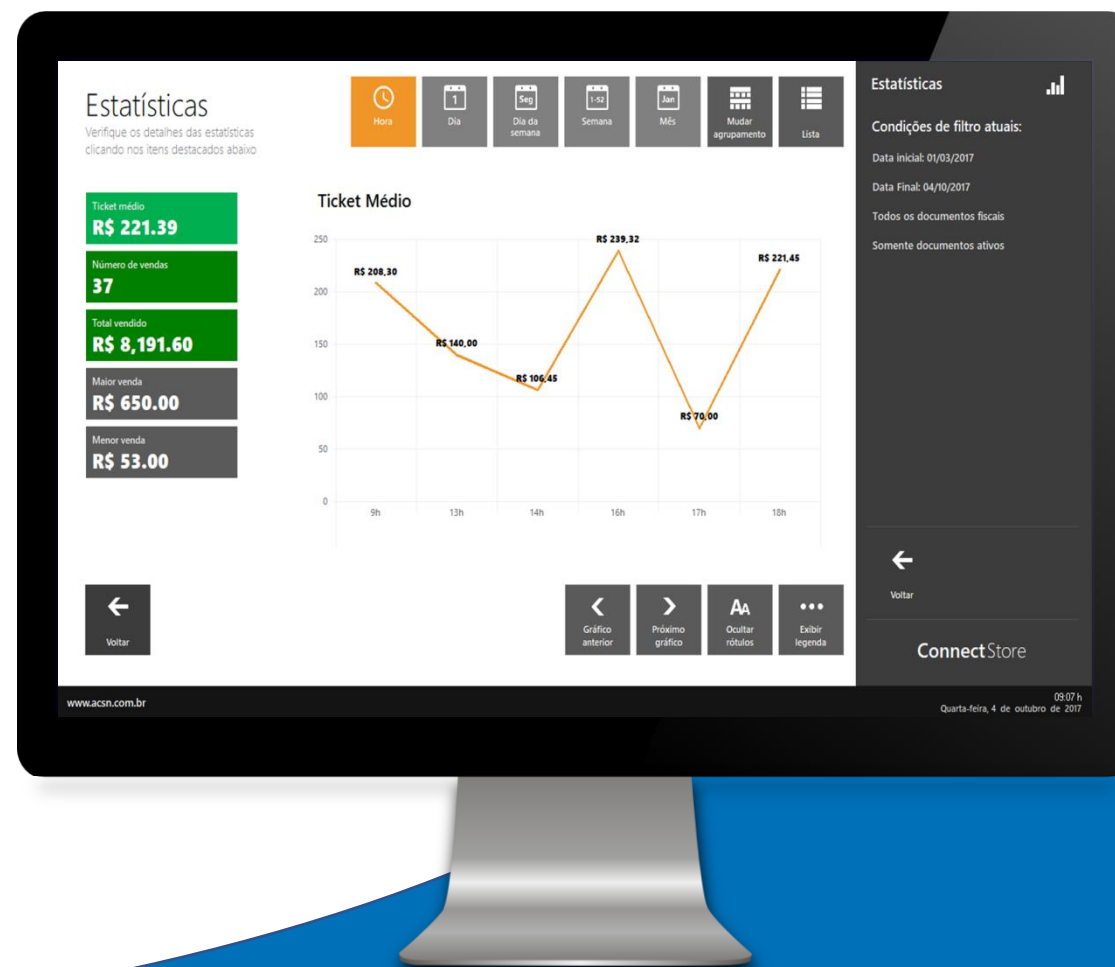 Estatísticas
Verifique os detalhes das estatísticas
clicando nos itens destacados abaixo
Hora
1
Dia
Seg
Dia da
semana
1-52
Semana
Jan
Mês
Mudar
agrupamento
Lista
Ticket médio
R$ 221.39
Número de vendas
37
Total vendido
R$ 8,191.60
Maior venda
R$ 650.00
Menor venda
R$ 53.00
Ticket Médio
250
200
150
100
50
0
R$ 208,30
R$ 140,00
R$ 106,45
R$ 239,32
R$ 70,00
R$ 221,45
9h
13h
14h
16h
17h
18h
Voltar
Gráfico
anterior
Próximo
gráfico
AA
Ocultar
rótulos
Exibir
legenda
Estatísticas
Condições de filtro atuais:
Data inicial: 01/03/2017
Data Final: 04/10/2017
Todos os documentos fiscais
Somente documentos ativos
Voltar
ConnectStore
www.acsn.com.br
09:07 h
Quarta-feira, 4 de outubro de 2017